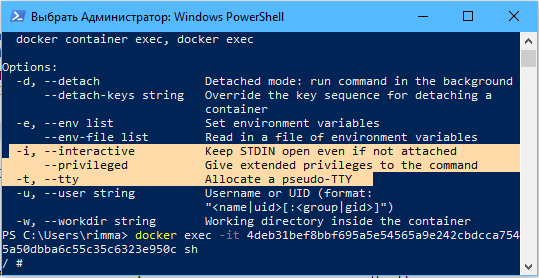 Выбрать Администратор: Windows PowerShell
docker container exec, docker exec
Options:
-d, --detach Detached mode: run command in the background
--detach-keys string Override the key sequence for detaching a
container
-e, --env list Set environment variables
--env-file list Read in a file of environment variables
-i, --interactive Keep STDIN open even if not attached
--privileged Give extended privileges to the command
-t, --tty Allocate a pseudo-TTY
-u, --user string Username or UID (format:
"<name|uid>[:<group|gid>]")
-w, --workdir string Working directory inside the container
PS C:\Users\rimma> docker exec -it 4deb31bef8bbf695a5e54565a9e242cbdcca754
5a50dbba6c55c35c6323e950c sh
/ #